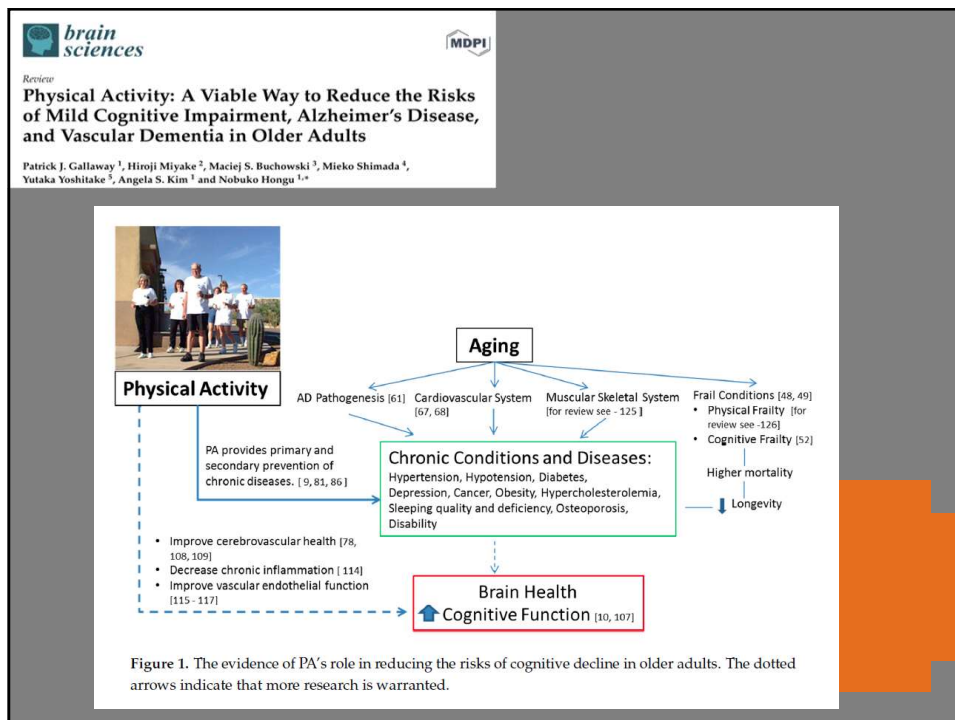 brain
sciences
MDPI
Review
Physical Activity: A Viable Way to Reduce the Risks
of Mild Cognitive Impairment, Alzheimer's Disease,
and Vascular Dementia in Older Adults
Patrick J. Gallaway 1, Hiroji Miyake 2, Maciej S. Buchowski 3, Mieko Shimada 4,
Yutaka Yoshitake 5, Angela S. Kim 1 and Nobuko Hongu 1,*
Aging
Physical Activity
AD Pathogenesis [61]
Cardiovascular System
[67, 68]
Muscular Skeletal System
[for review see - 125 ]
Frail Conditions [48, 49]
• Physical Frailty [for
review see -126]
• Cognitive Frailty [52]
Higher mortality
Longevity
PA provides primary and
secondary prevention of
chronic diseases. [ 9, 81, 86 ]
Chronic Conditions and Diseases:
Hypertension, Hypotension, Diabetes,
Depression, Cancer, Obesity, Hypercholesterolemia,
Sleeping quality and deficiency, Osteoporosis,
Disability
• Improve cerebrovascular health [78,
108, 109]
• Decrease chronic inflammation [ 114]
• Improve vascular endothelial function
[115 - 117]
Brain Health
Cognitive Function [10, 107]
Figure 1. The evidence of PA's role in reducing the risks of cognitive decline in older adults. The dotted
arrows indicate that more research is warranted.